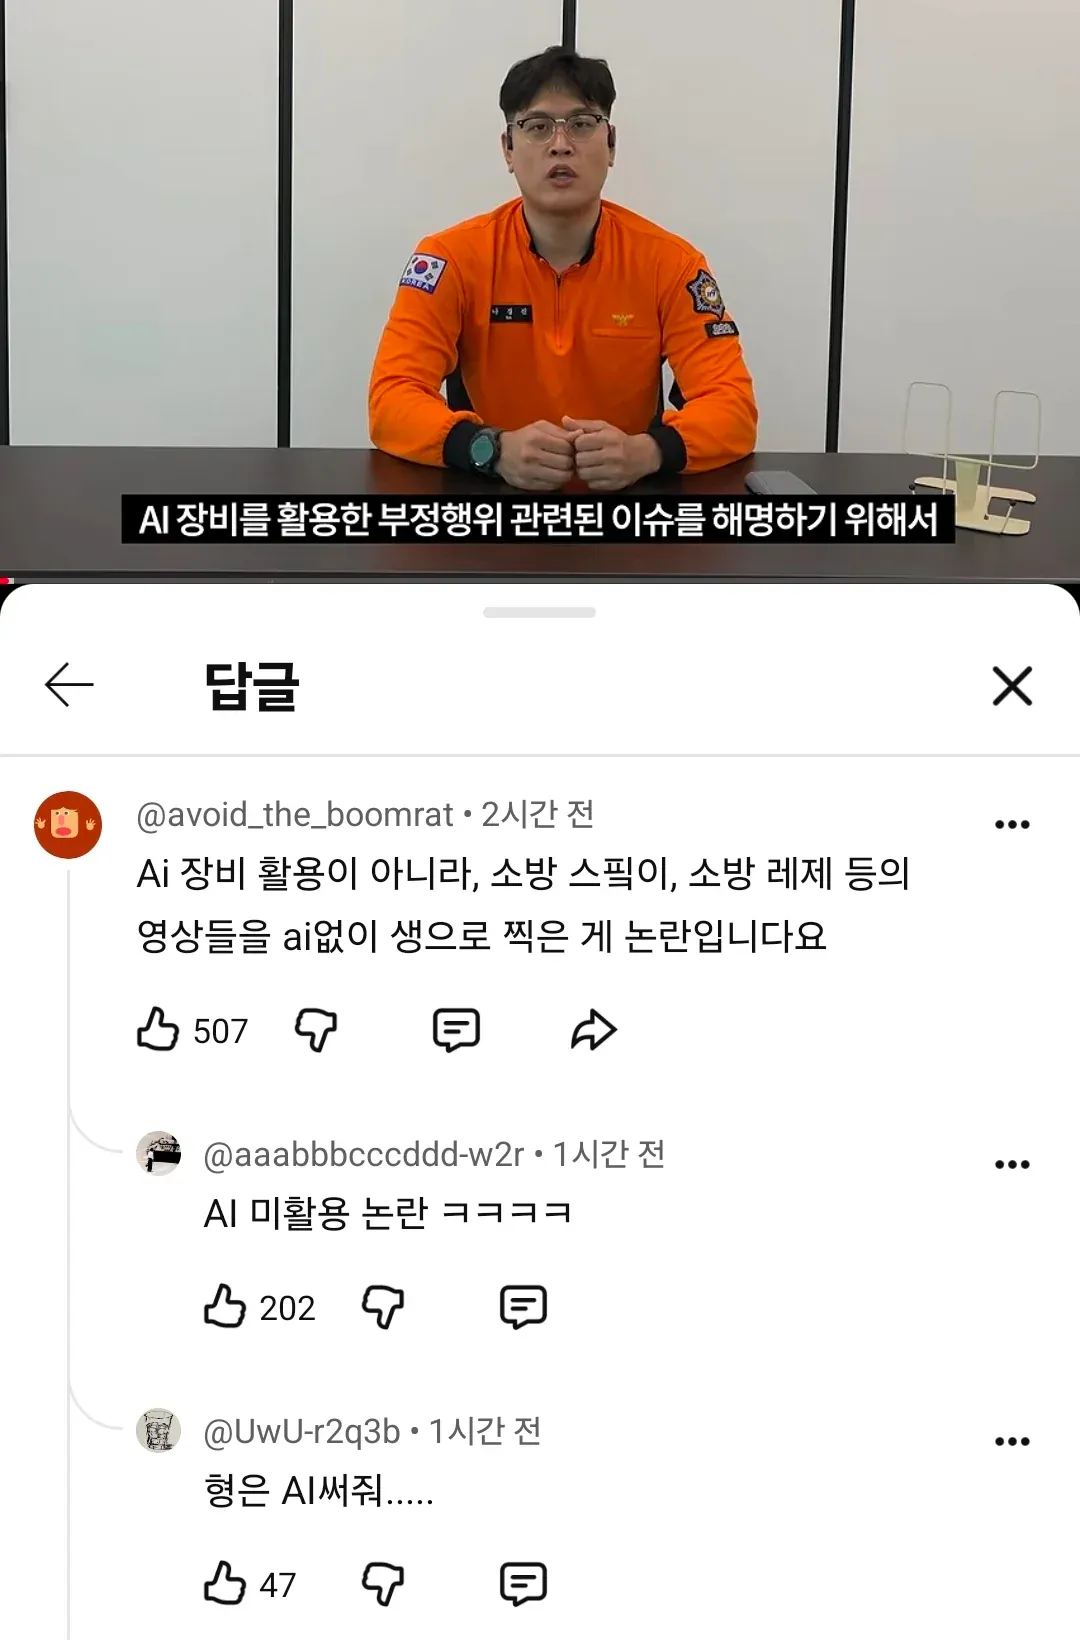 KOREA
AI 장비를 활용한 부정행위 관련된 이슈를 해명하기 위해서
답글
@avoid_the_boomrat • 2시간 전
Ai 장비 활용이 아니라, 소방 스핔이, 소방 레제 등의
영상들을 ai없이 생으로 찍은 게 논란입니다요
507
@aaabbbcccddd-w2r • 1시간 전
AI 미활용 논란 ㅋㅋㅋㅋ
202
@UwU-r2q3b • 1시간 전
형은 AI써줘.....
47